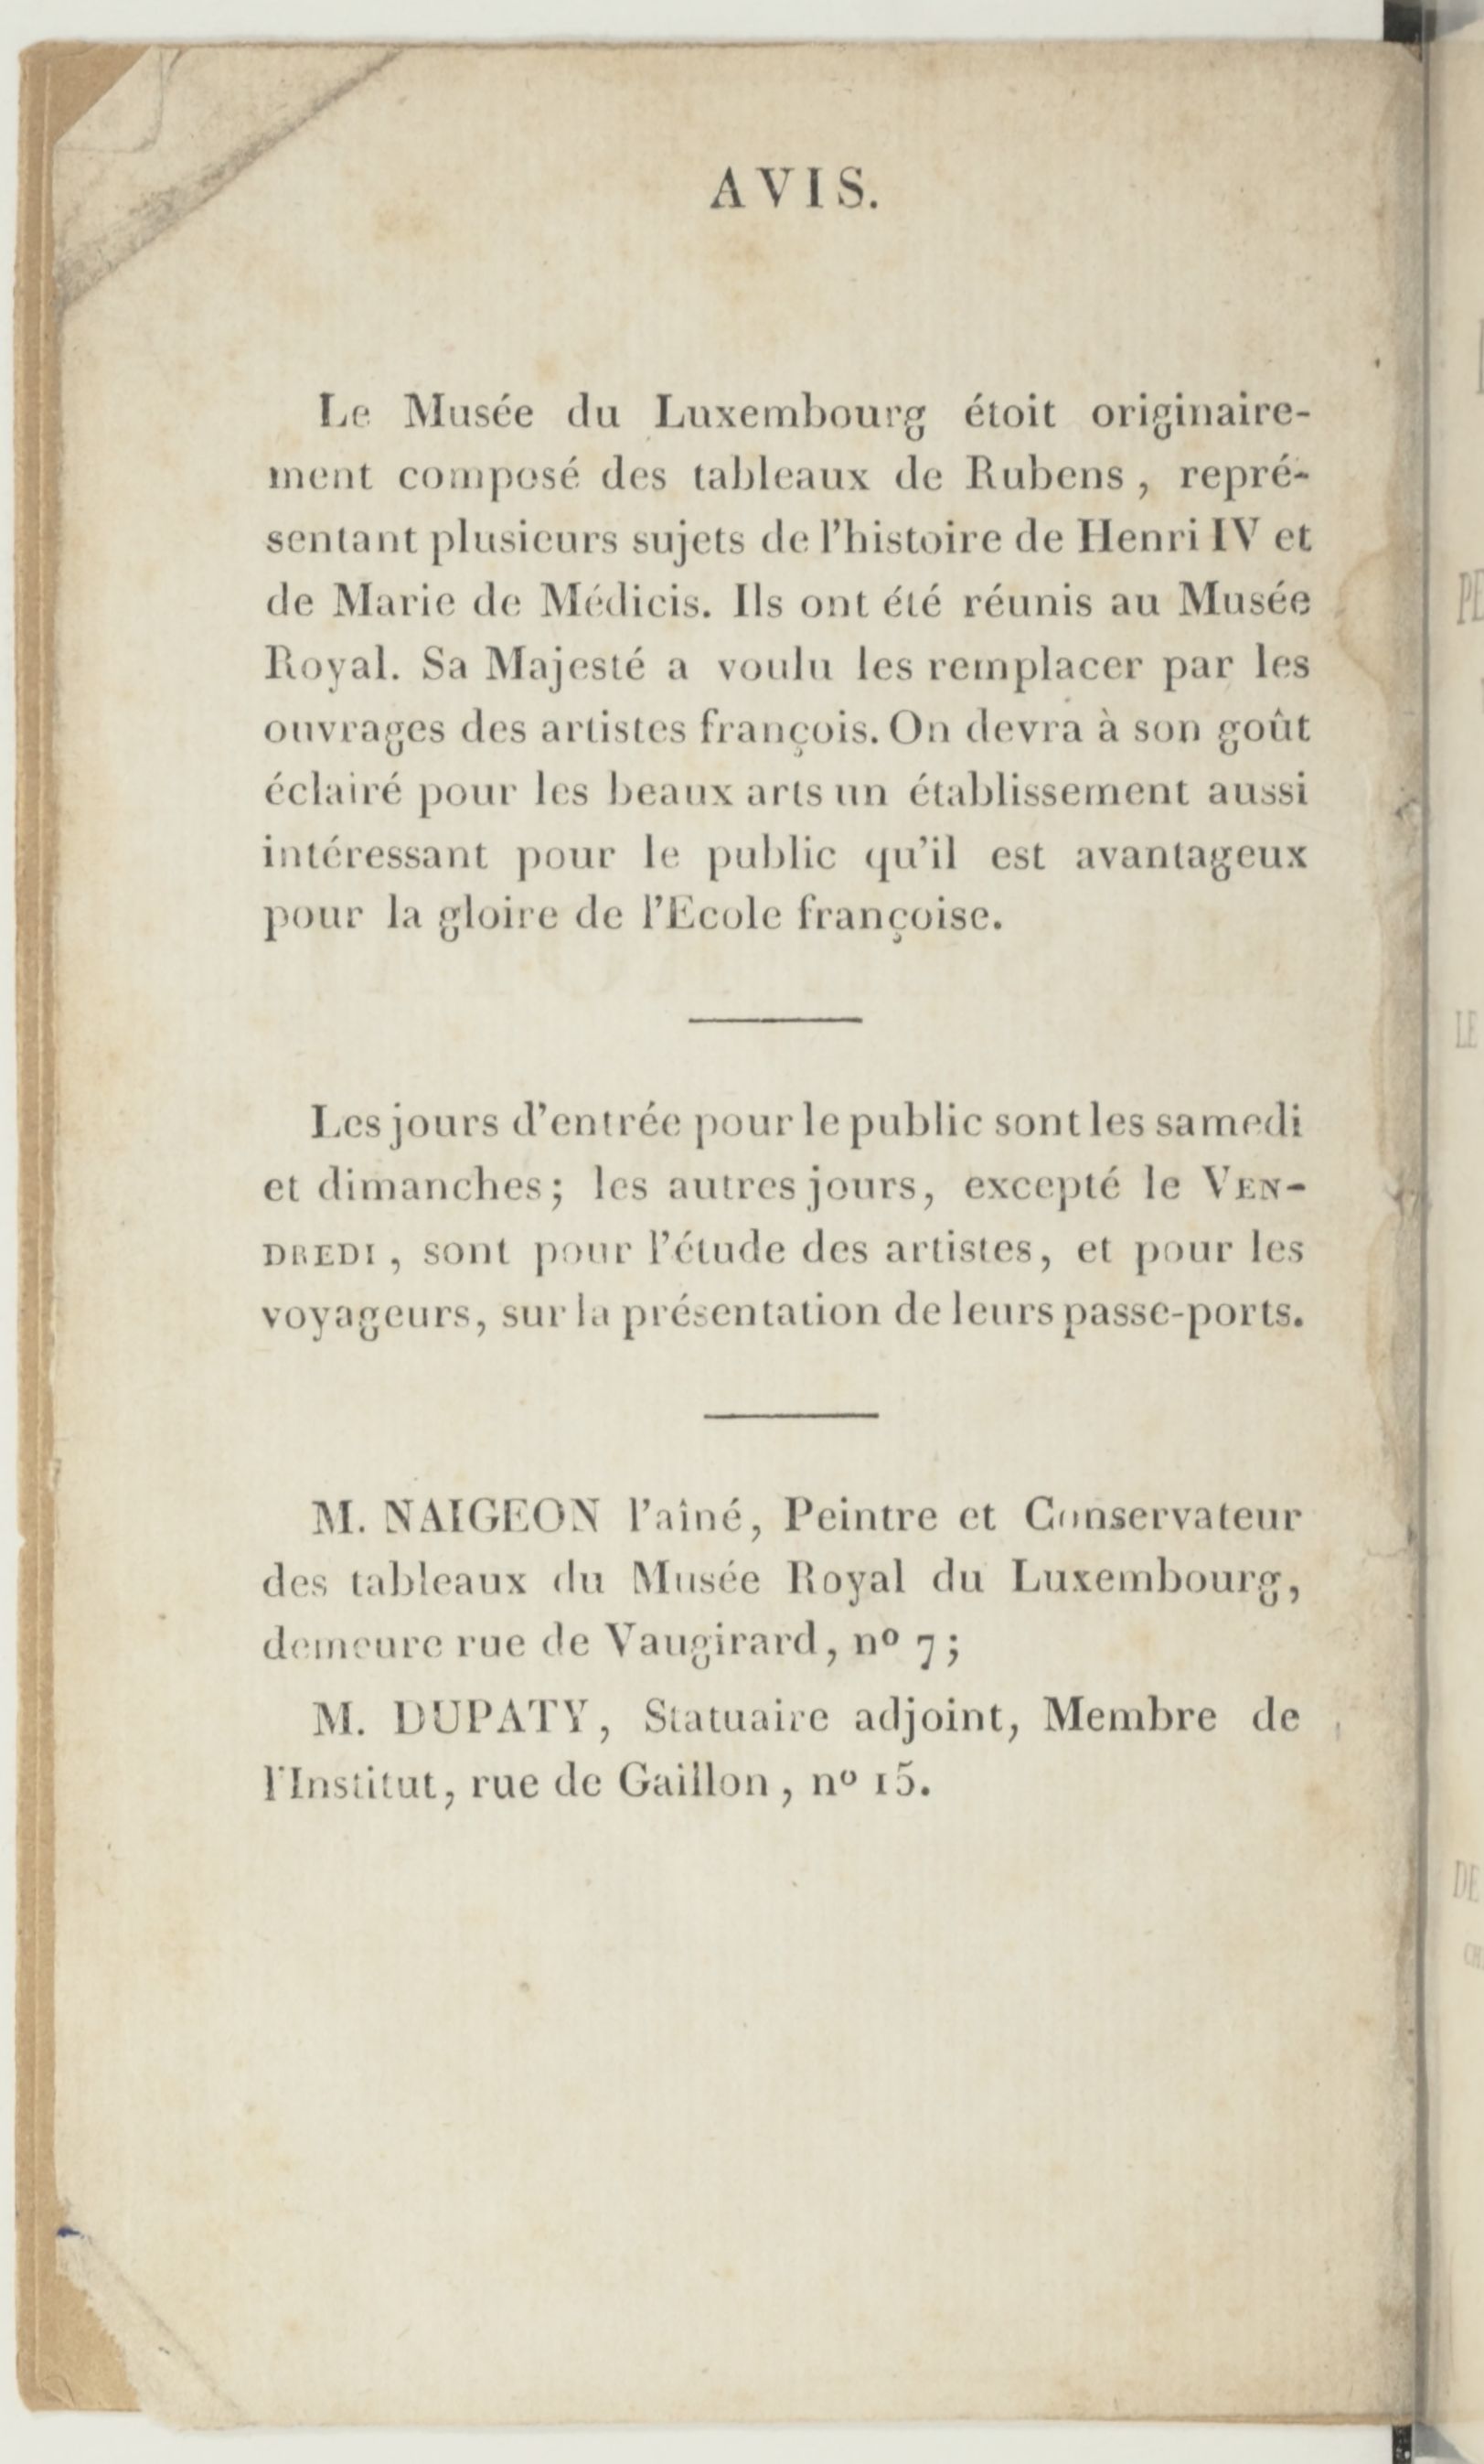 AVIS.
Le Musée du Luxembourg étoit originaire-
ment composé des tableaux de Rubens, repré-
sentant plusieurs sujets de l'histoire de Henri IV et
de Marie de Médicis. Ils ont été réunis au Musée
Royal. Sa Majesté a voulu les remplacer par les
ouvrages des artistes françois. On devra à son goût
éclairé pour les beaux arts un établissement aussi
intéressant pour le public qu'il est avantageux
pour la gloire de l'Ecole françoise.
Les jours d'entrée pour le public sont les samedi
et dimanches; les autres jours, excepté le VEN-
DREDI, sont pour l'étude des artistes, et pour les
voyageurs, sur la présentation de leurs passe-ports.
M. NAIGEON l'aîné, Peintre et Conservateur
des tableaux du Musée Royal du Luxembourg,
demeure rue de Vaugirard, nº 7;
M. DUPATY, Statuaire adjoint, Membre de
l'Institut, rue de Gaillon, nº 15.